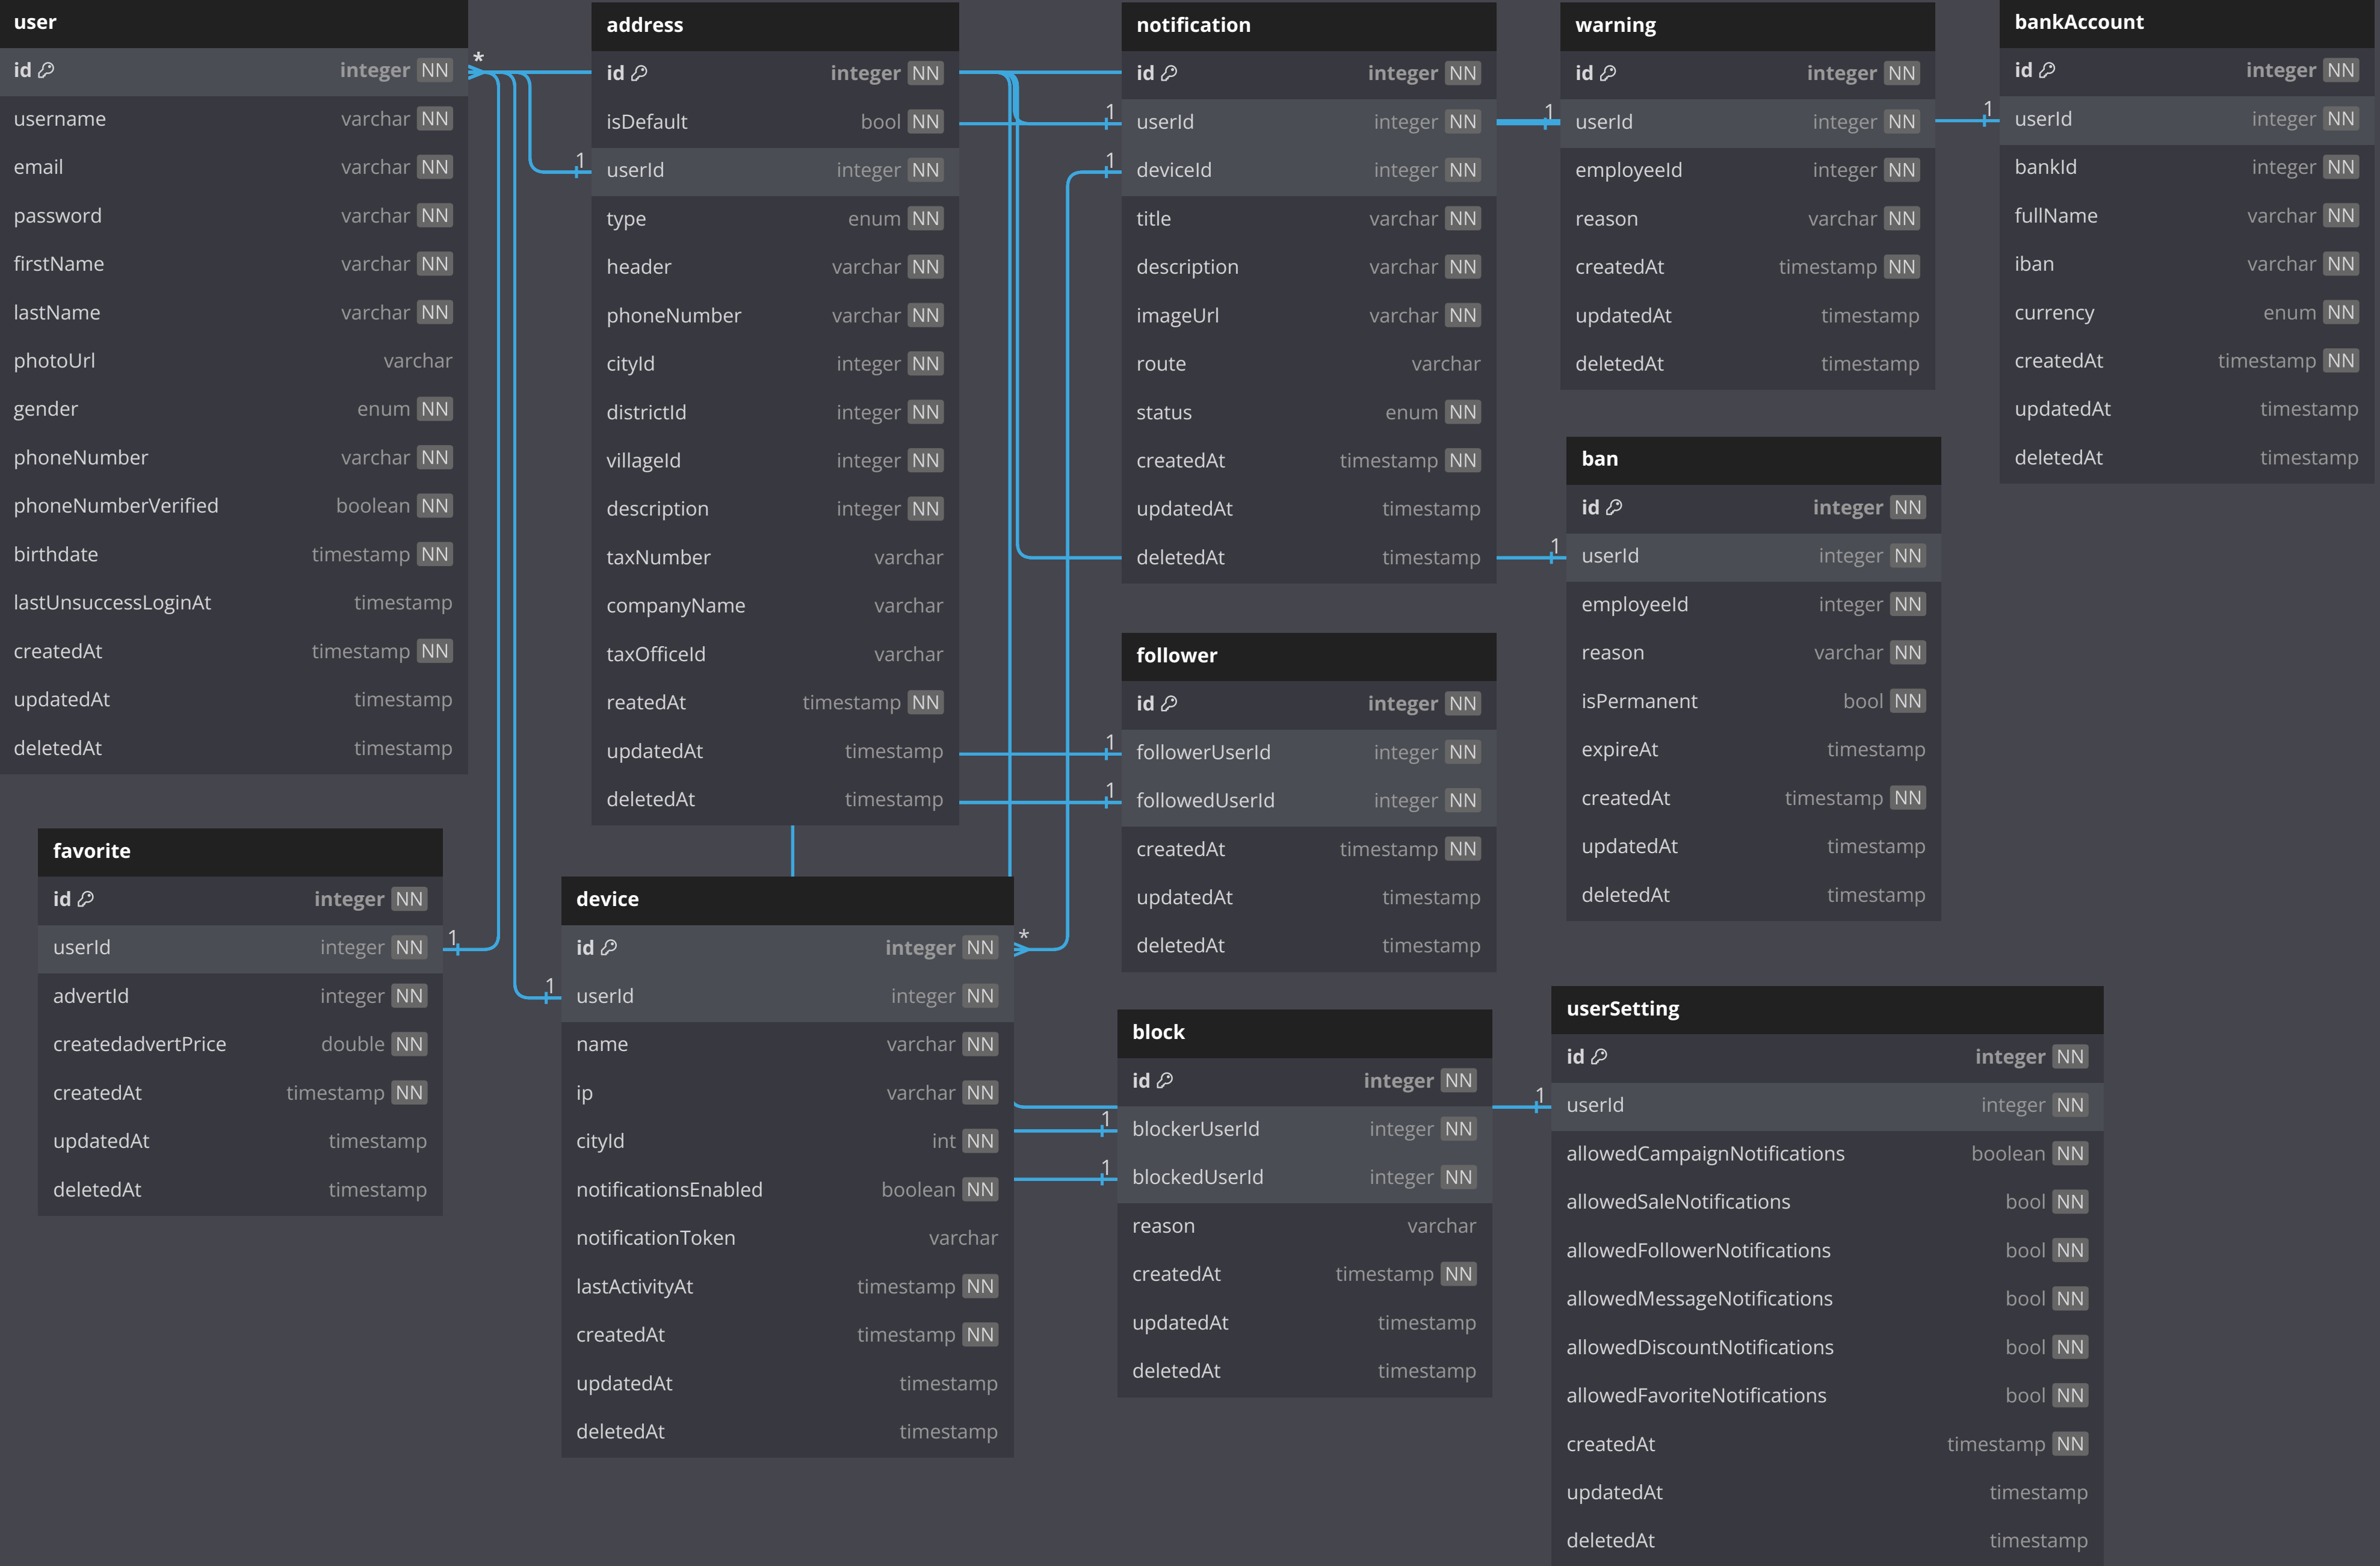 user
id integer NN
username varchar NN
email varchar NN
password varchar NN
firstName varchar NN
lastName varchar NN
photoUrl varchar
gender enum NN
phoneNumber varchar NN
phoneNumberVerified boolean NN
birthdate timestamp NN
lastUnsuccessLoginAt timestamp
createdAt timestamp NN
updatedAt timestamp
deletedAt timestamp
*
favorite
id integer NN
userId integer NN
advertId integer NN
createdadvertPrice double NN
createdAt timestamp NN
updatedAt timestamp
deletedAt timestamp
1
address
id integer NN
isDefault bool NN
1
userId integer NN
type enum NN
header varchar NN
phoneNumber varchar NN
cityId integer NN
districtId integer NN
villageId integer NN
description integer NN
taxNumber varchar
companyName varchar
taxOfficeId varchar
reatedAt timestamp NN
updatedAt timestamp
deletedAt timestamp
device
id integer NN
*
1
userId integer NN
name varchar NN
ip varchar NN
cityId int NN
notificationsEnabled boolean NN
notificationToken varchar
lastActivityAt timestamp NN
createdAt timestamp NN
updatedAt timestamp
deletedAt timestamp
notification
id integer NN
1
userId integer NN
1
deviceId integer NN
title varchar NN
description varchar NN
imageUrl varchar NN
route varchar
status enum NN
createdAt timestamp NN
updatedAt timestamp
deletedAt timestamp
follower
id integer NN
1
followerUserId integer NN
1
followedUserId integer NN
createdAt timestamp NN
updatedAt timestamp
deletedAt timestamp
block
id integer NN
1
blockerUserId integer NN
1
blockedUserId integer NN
reason varchar
createdAt timestamp NN
updatedAt timestamp
deletedAt timestamp
warning
id integer NN
1
userId integer NN
employeeId integer NN
reason varchar NN
createdAt timestamp NN
updatedAt timestamp
deletedAt timestamp
ban
id integer NN
1
userId integer NN
employeeId integer NN
reason varchar NN
isPermanent bool NN
expireAt timestamp
createdAt timestamp NN
updatedAt timestamp
deletedAt timestamp
userSetting
id integer NN
1
userId integer NN
allowedCampaignNotifications boolean NN
allowedSaleNotifications bool NN
allowedFollowerNotifications bool NN
allowedMessageNotifications bool NN
allowedDiscountNotifications bool NN
allowedFavoriteNotifications bool NN
createdAt timestamp NN
updatedAt timestamp
deletedAt timestamp
bankAccount
id integer NN
1
userId integer NN
bankId integer NN
fullName varchar NN
iban varchar NN
currency enum NN
createdAt timestamp NN
updatedAt timestamp
deletedAt timestamp